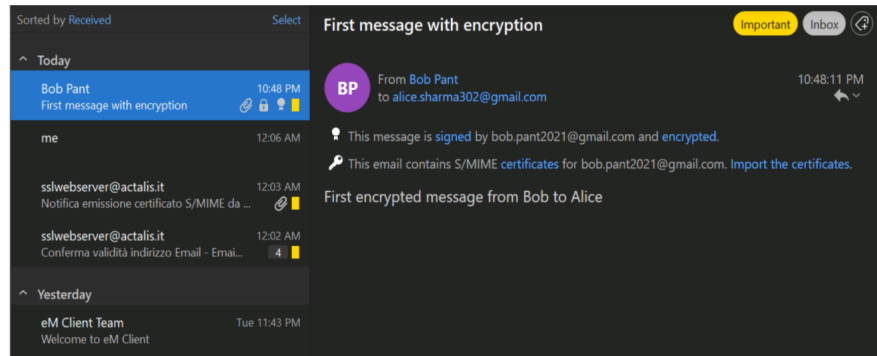 Sorted by Received Select
Today
Bob Pant 10:48 PM
First message with encryption
me 12:06 AM
sslwebserver@actalis.it 12:03 AM
Notifica emissione certificato S/MIME da ...
sslwebserver@actalis.it 12:02 AM
Conferma validità indirizzo Email - Emai... 4
Yesterday
eM Client Team Tue 11:43 PM
Welcome to eM Client
First message with encryption Important Inbox
BP
From Bob Pant 10:48:11 PM
to alice.sharma302@gmail.com
This message is signed by bob.pant2021@gmail.com and encrypted.
This email contains S/MIME certificates for bob.pant2021@gmail.com. Import the certificates.
First encrypted message from Bob to Alice